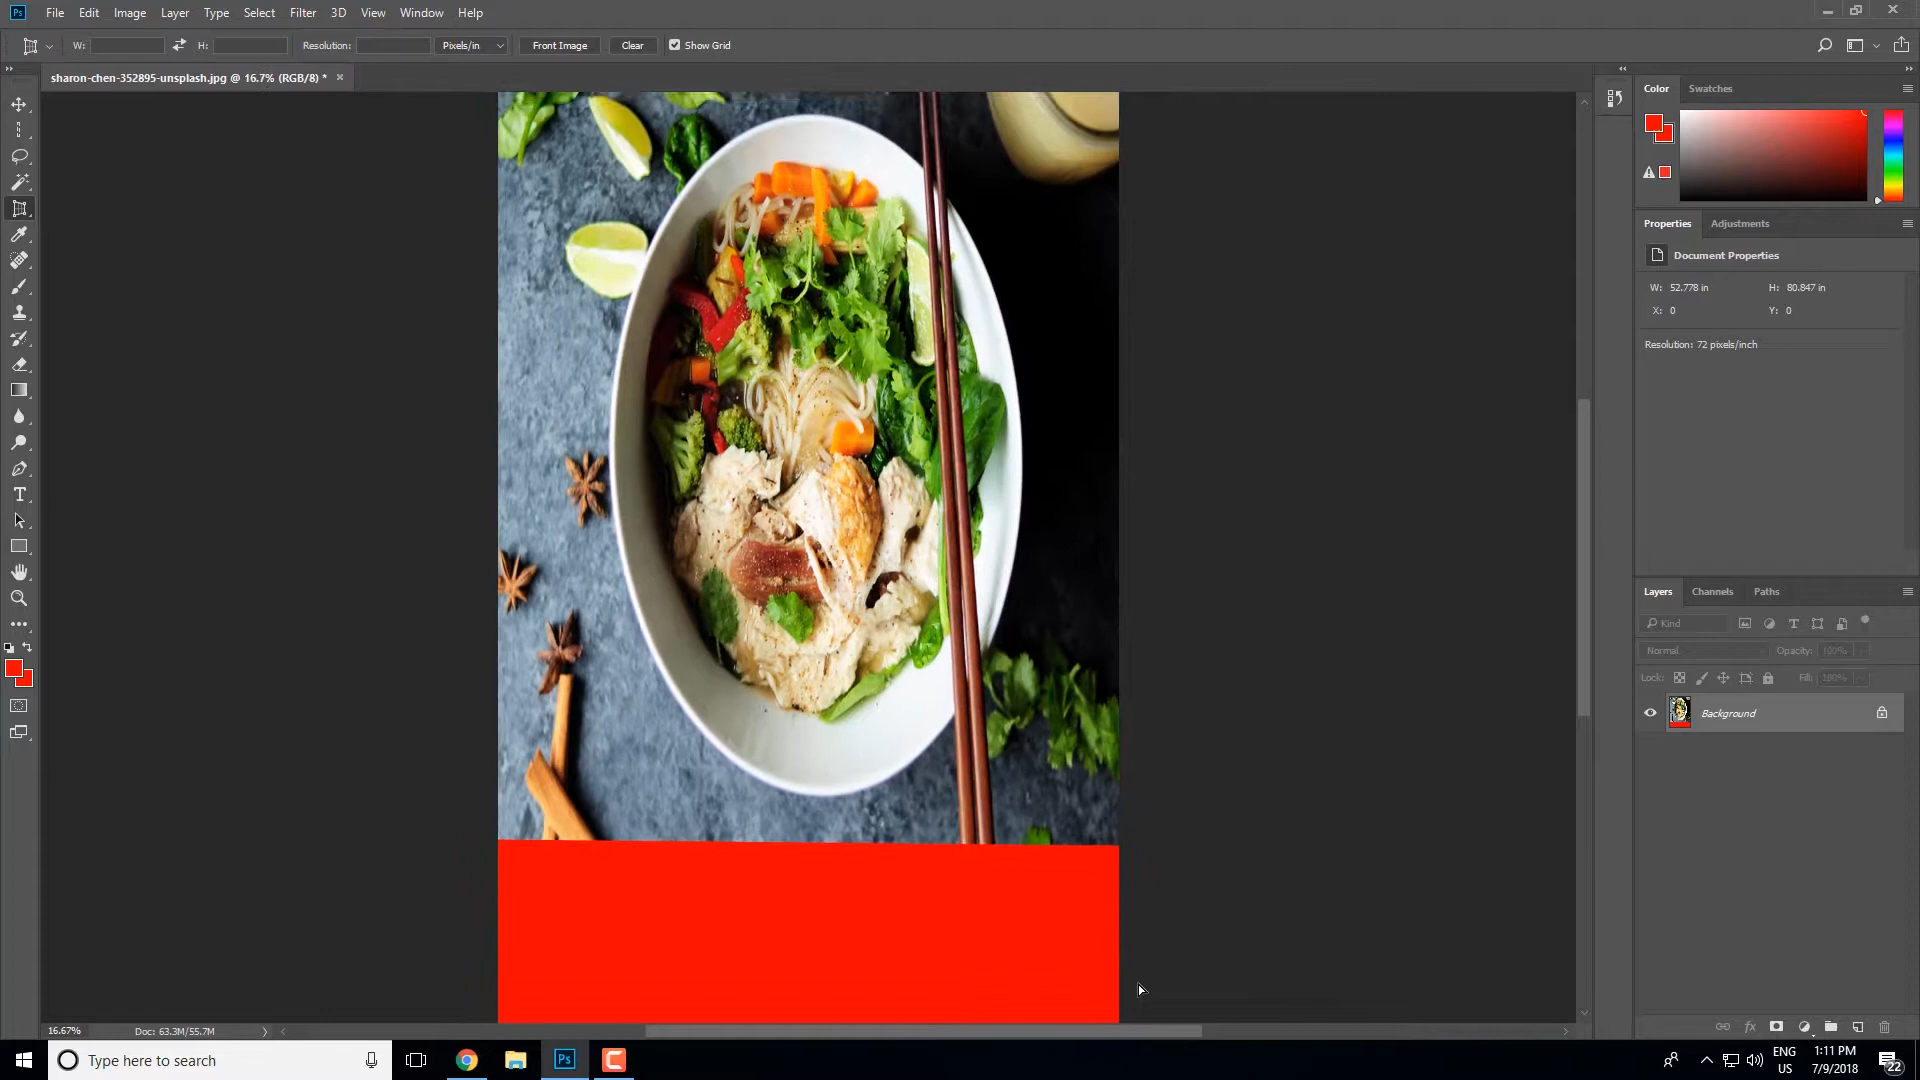 Ps File Edit Image Layer Type Select Filter 3D View Window Help
W: H: Resolution: Pixels/in Front Image Clear Show Grid
sharon-chen-352895-unsplash.jpg @ 16.7% (RGB/8) *
Color Swatches
Properties Adjustments
Document Properties
W: 52.778 in H: 80.847 in
X: 0 Y: 0
Resolution: 72 pixels/inch
Layers Channels Paths
Kind
Normal Opacity: 100%
Lock: Fill: 100%
Background
16.67% Doc: 63.3M/55.7M
Type here to search
Ps
ENG
US
1:11 PM
7/9/2018
22